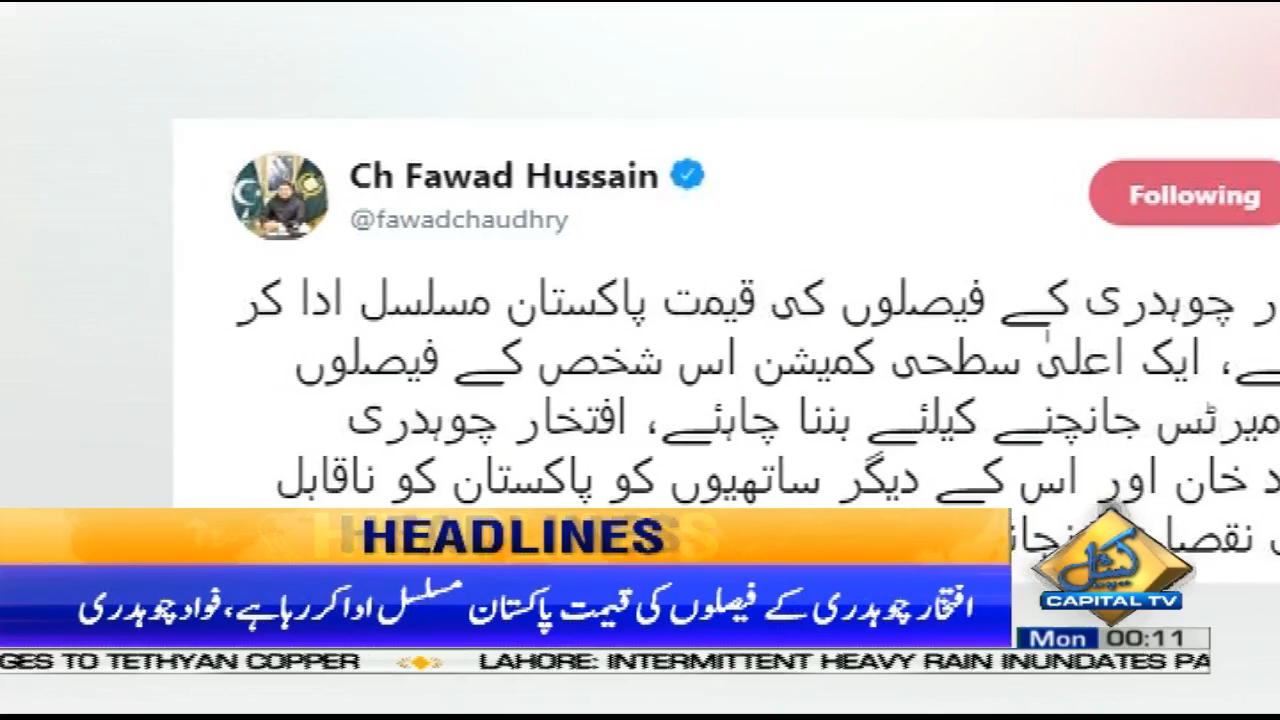 Ch Fawad Hussain
@fawadchaudhry
Following
ر چوہدری کے فیصلوں کی قیمت پاکستان مسلسل ادا کر
ے، ایک اعلیٰ سطحی کمیشن اس شخص کے فیصلوں
میرٹس جانچنے کیلئے بننا چاہئے، افتخار چوہدری
د خان اور اس کے دیگر ساتھیوں کو پاکستان کو ناقابل
HEADLINES
افتخار چوہدری کے فیصلوں کی قیمت پاکستان مسلسل ادا کر رہا ہے، فواد چوہدری
کیپیٹل
CAPITAL TV
Mon 00:11
GES TO TETHYAN COPPER LAHORE: INTERMITTENT HEAVY RAIN INUNDATES PA